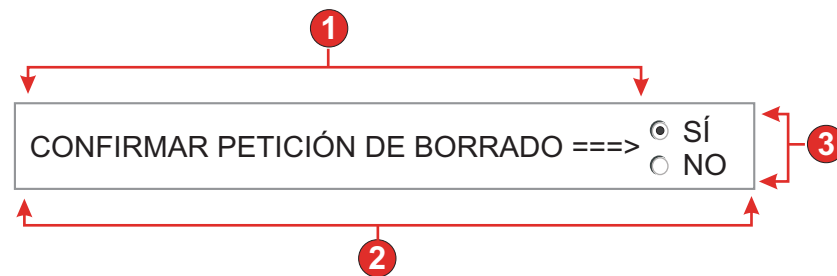 1
CONFIRMAR PETICIÓN DE BORRADO ===>
SÍ
NO
3
2